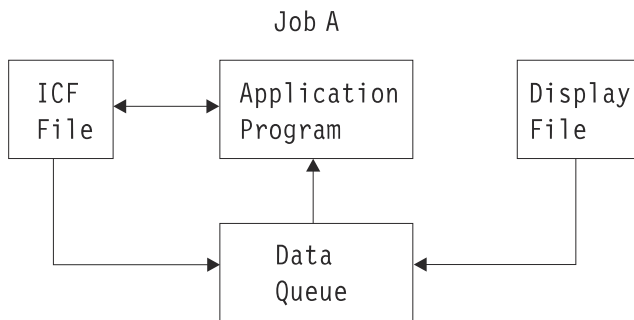 Job A
ICF
File
Application
Program
Display
File
Data
Queue